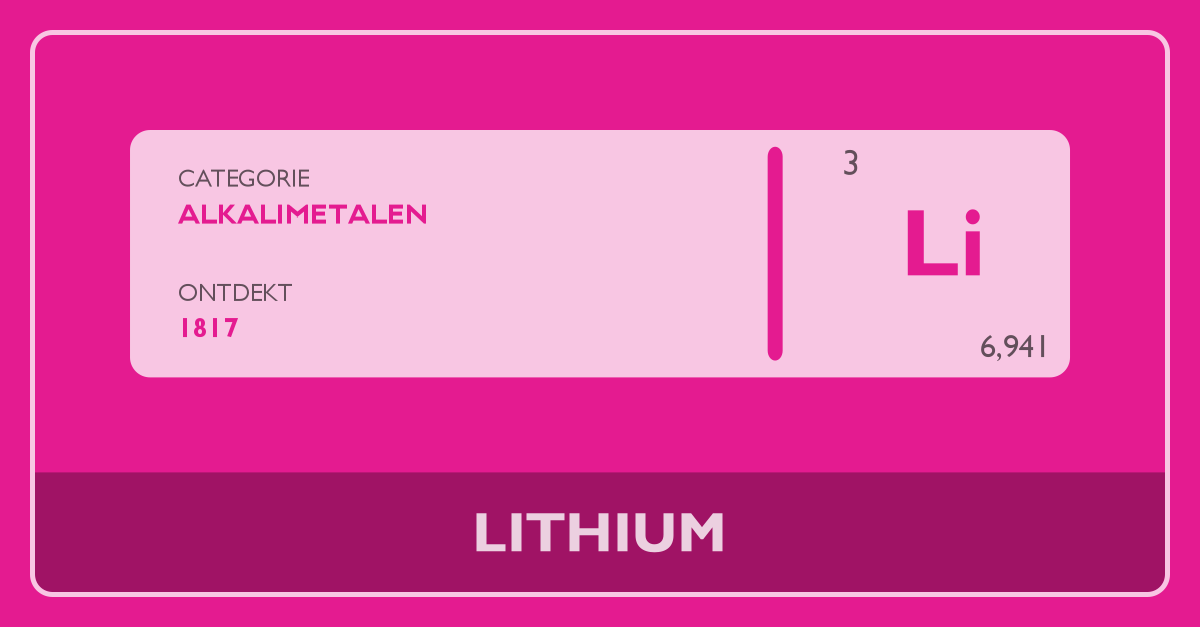 CATEGORIE
ALKALIMETALEN
ONTDEKT
1817
3
Li
6,941
LITHIUM